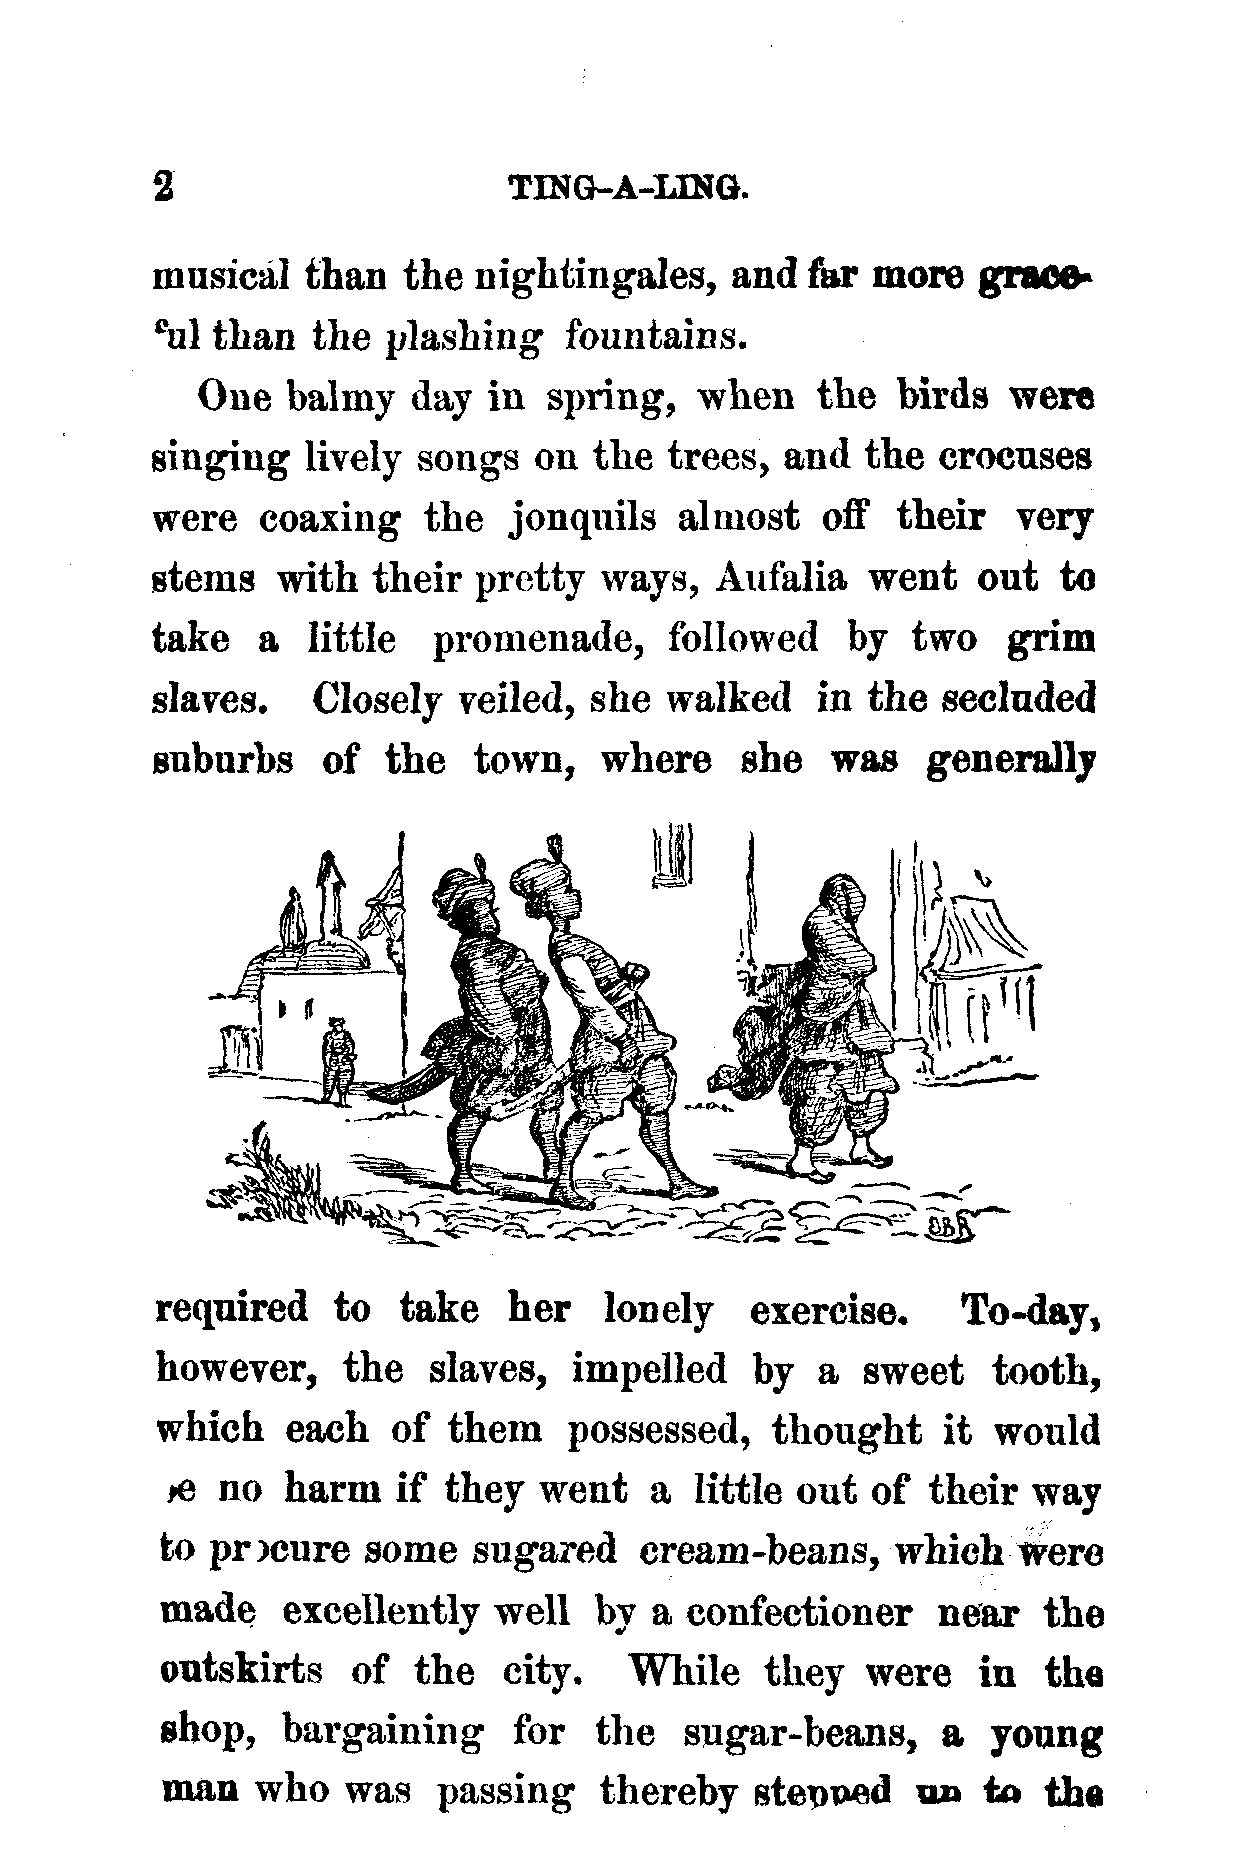 2 TING-A-LING.
musical than the nightingales, and far more grace-
ful than the plashing fountains.
One balmy day in spring, when the birds were
singing lively songs on the trees, and the crocuses
were coaxing the jonquils almost off their very
stems with their pretty ways, Aufalia went out to
take a little promenade, followed by two grim
slaves. Closely veiled, she walked in the secluded
suburbs of the town, where she was generally
required to take her lonely exercise. To-day,
however, the slaves, impelled by a sweet tooth,
which each of them possessed, thought it would
be no harm if they went a little out of their way
to procure some sugared cream-beans, which were
made excellently well by a confectioner near the
outskirts of the city. While they were in the
shop, bargaining for the sugar-beans, a young
man who was passing thereby stepped up to the